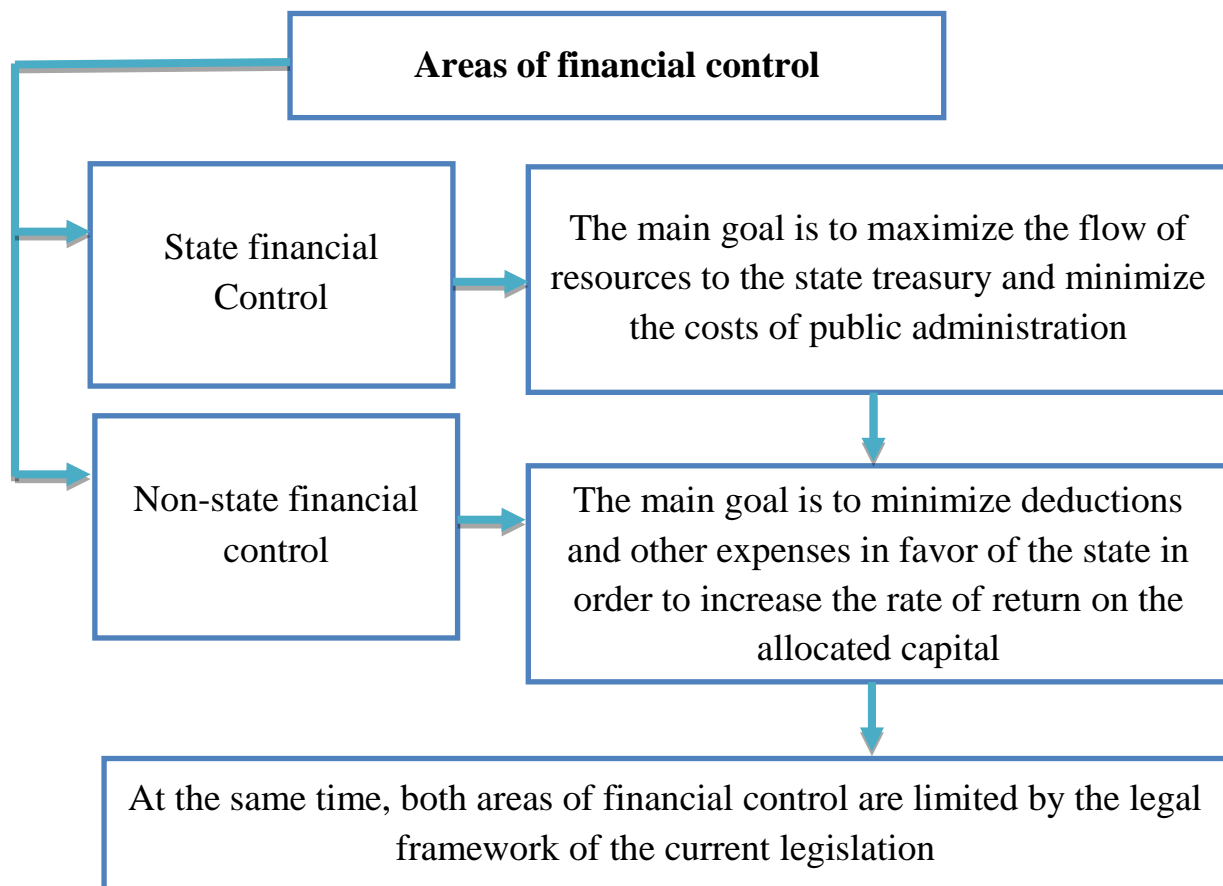 Areas of financial control
State financial
Control
The main goal is to maximize the flow of
resources to the state treasury and minimize
the costs of public administration
Non-state financial
control
The main goal is to minimize deductions
and other expenses in favor of the state in
order to increase the rate of return on the
allocated capital
At the same time, both areas of financial control are limited by the legal
framework of the current legislation